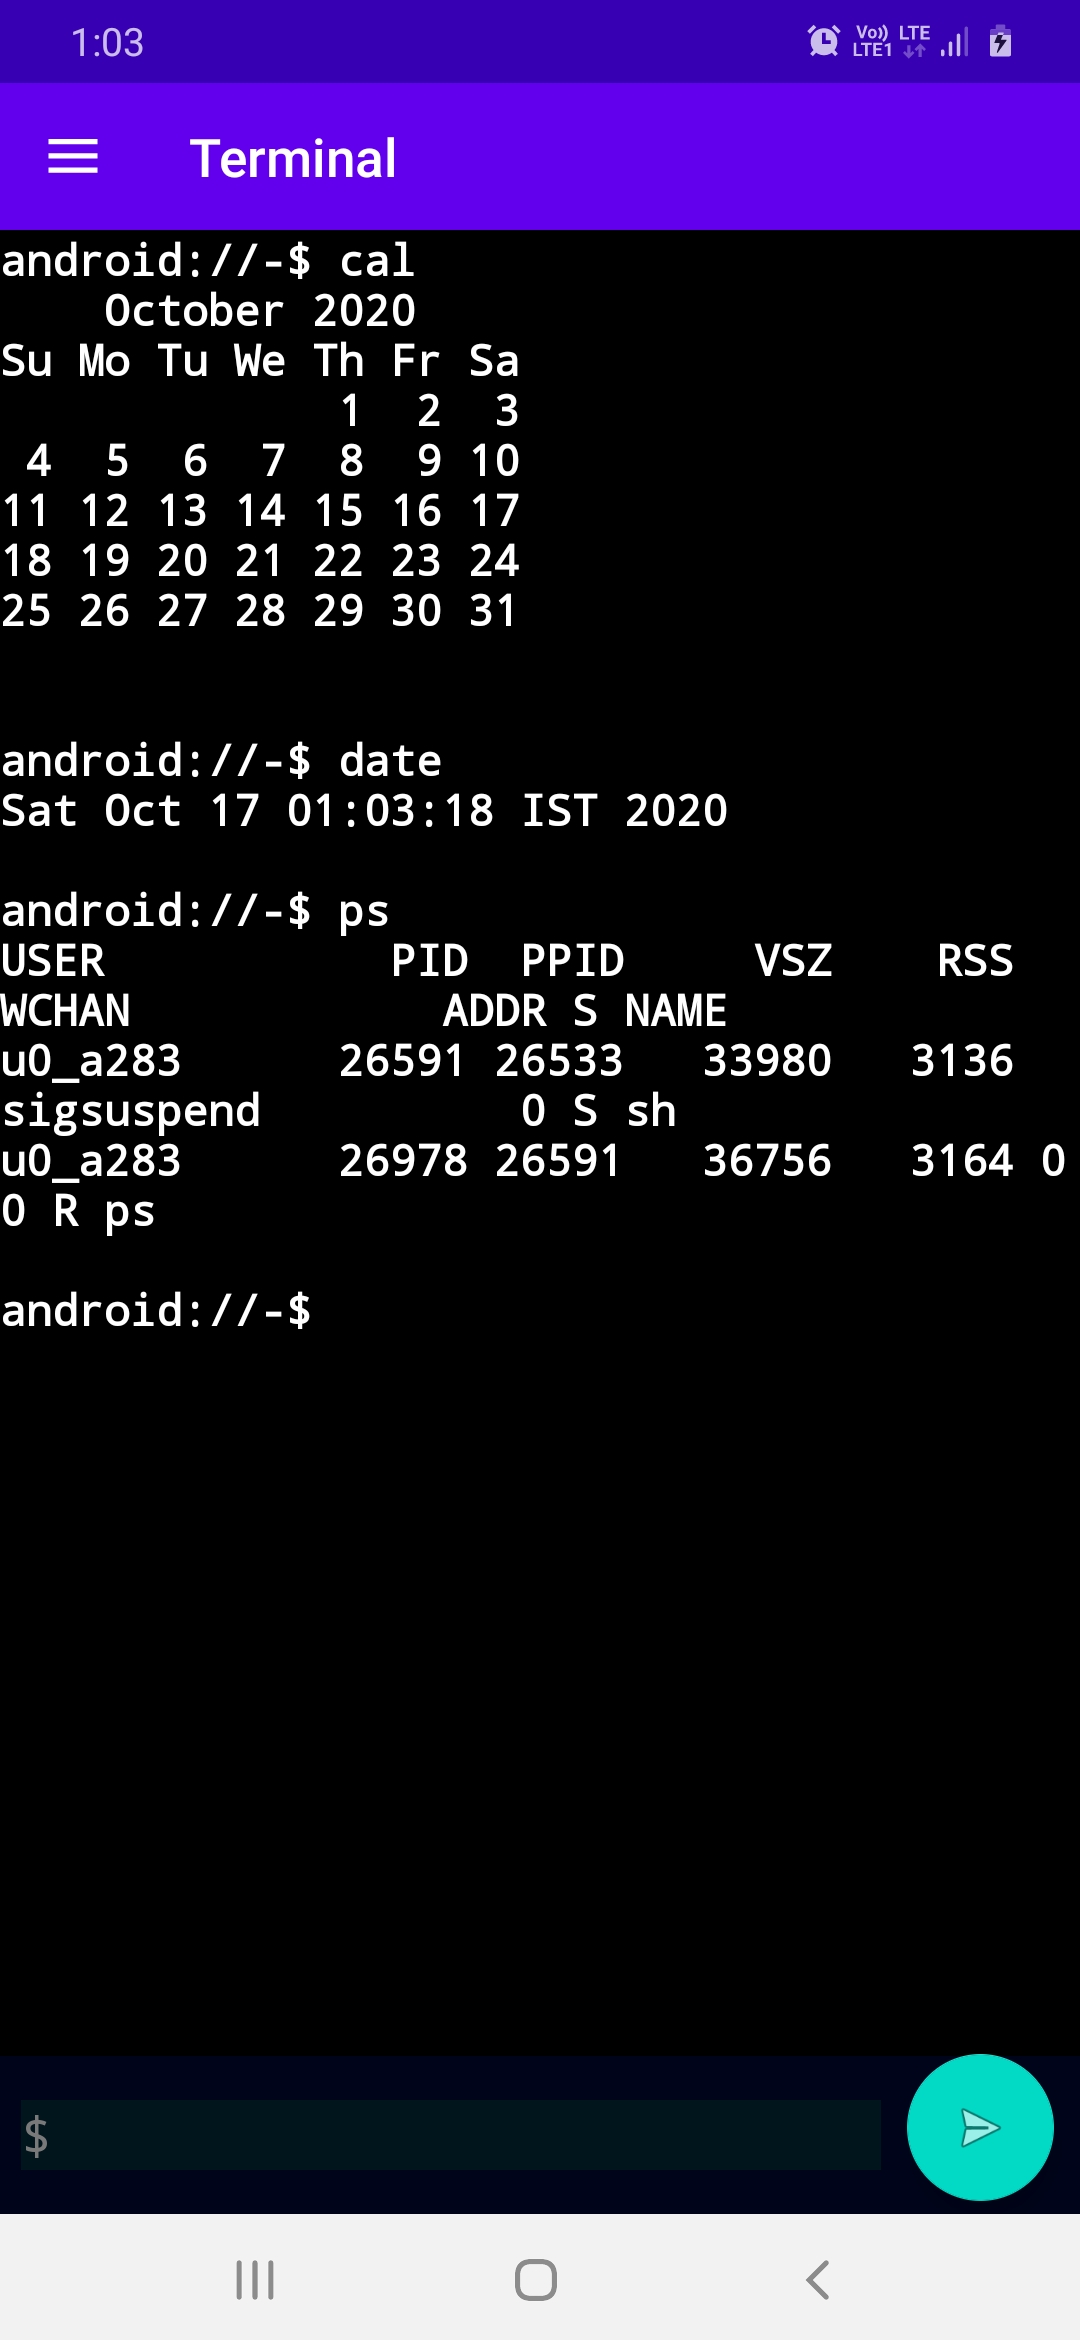 1:03 Vo)) LTE
LTE1
Terminal
android://-$ cal
    October 2020
Su Mo Tu We Th Fr Sa
             1  2  3
 4  5  6  7  8  9 10
11 12 13 14 15 16 17
18 19 20 21 22 23 24
25 26 27 28 29 30 31
android://-$ date
Sat Oct 17 01:03:18 IST 2020
android://-$ ps
USER           PID  PPID     VSZ    RSS
WCHAN            ADDR S NAME
u0_a283      26591 26533   33980   3136
sigsuspend          0 S sh
u0_a283      26978 26591   36756   3164 0
0 R ps
android://-$
$